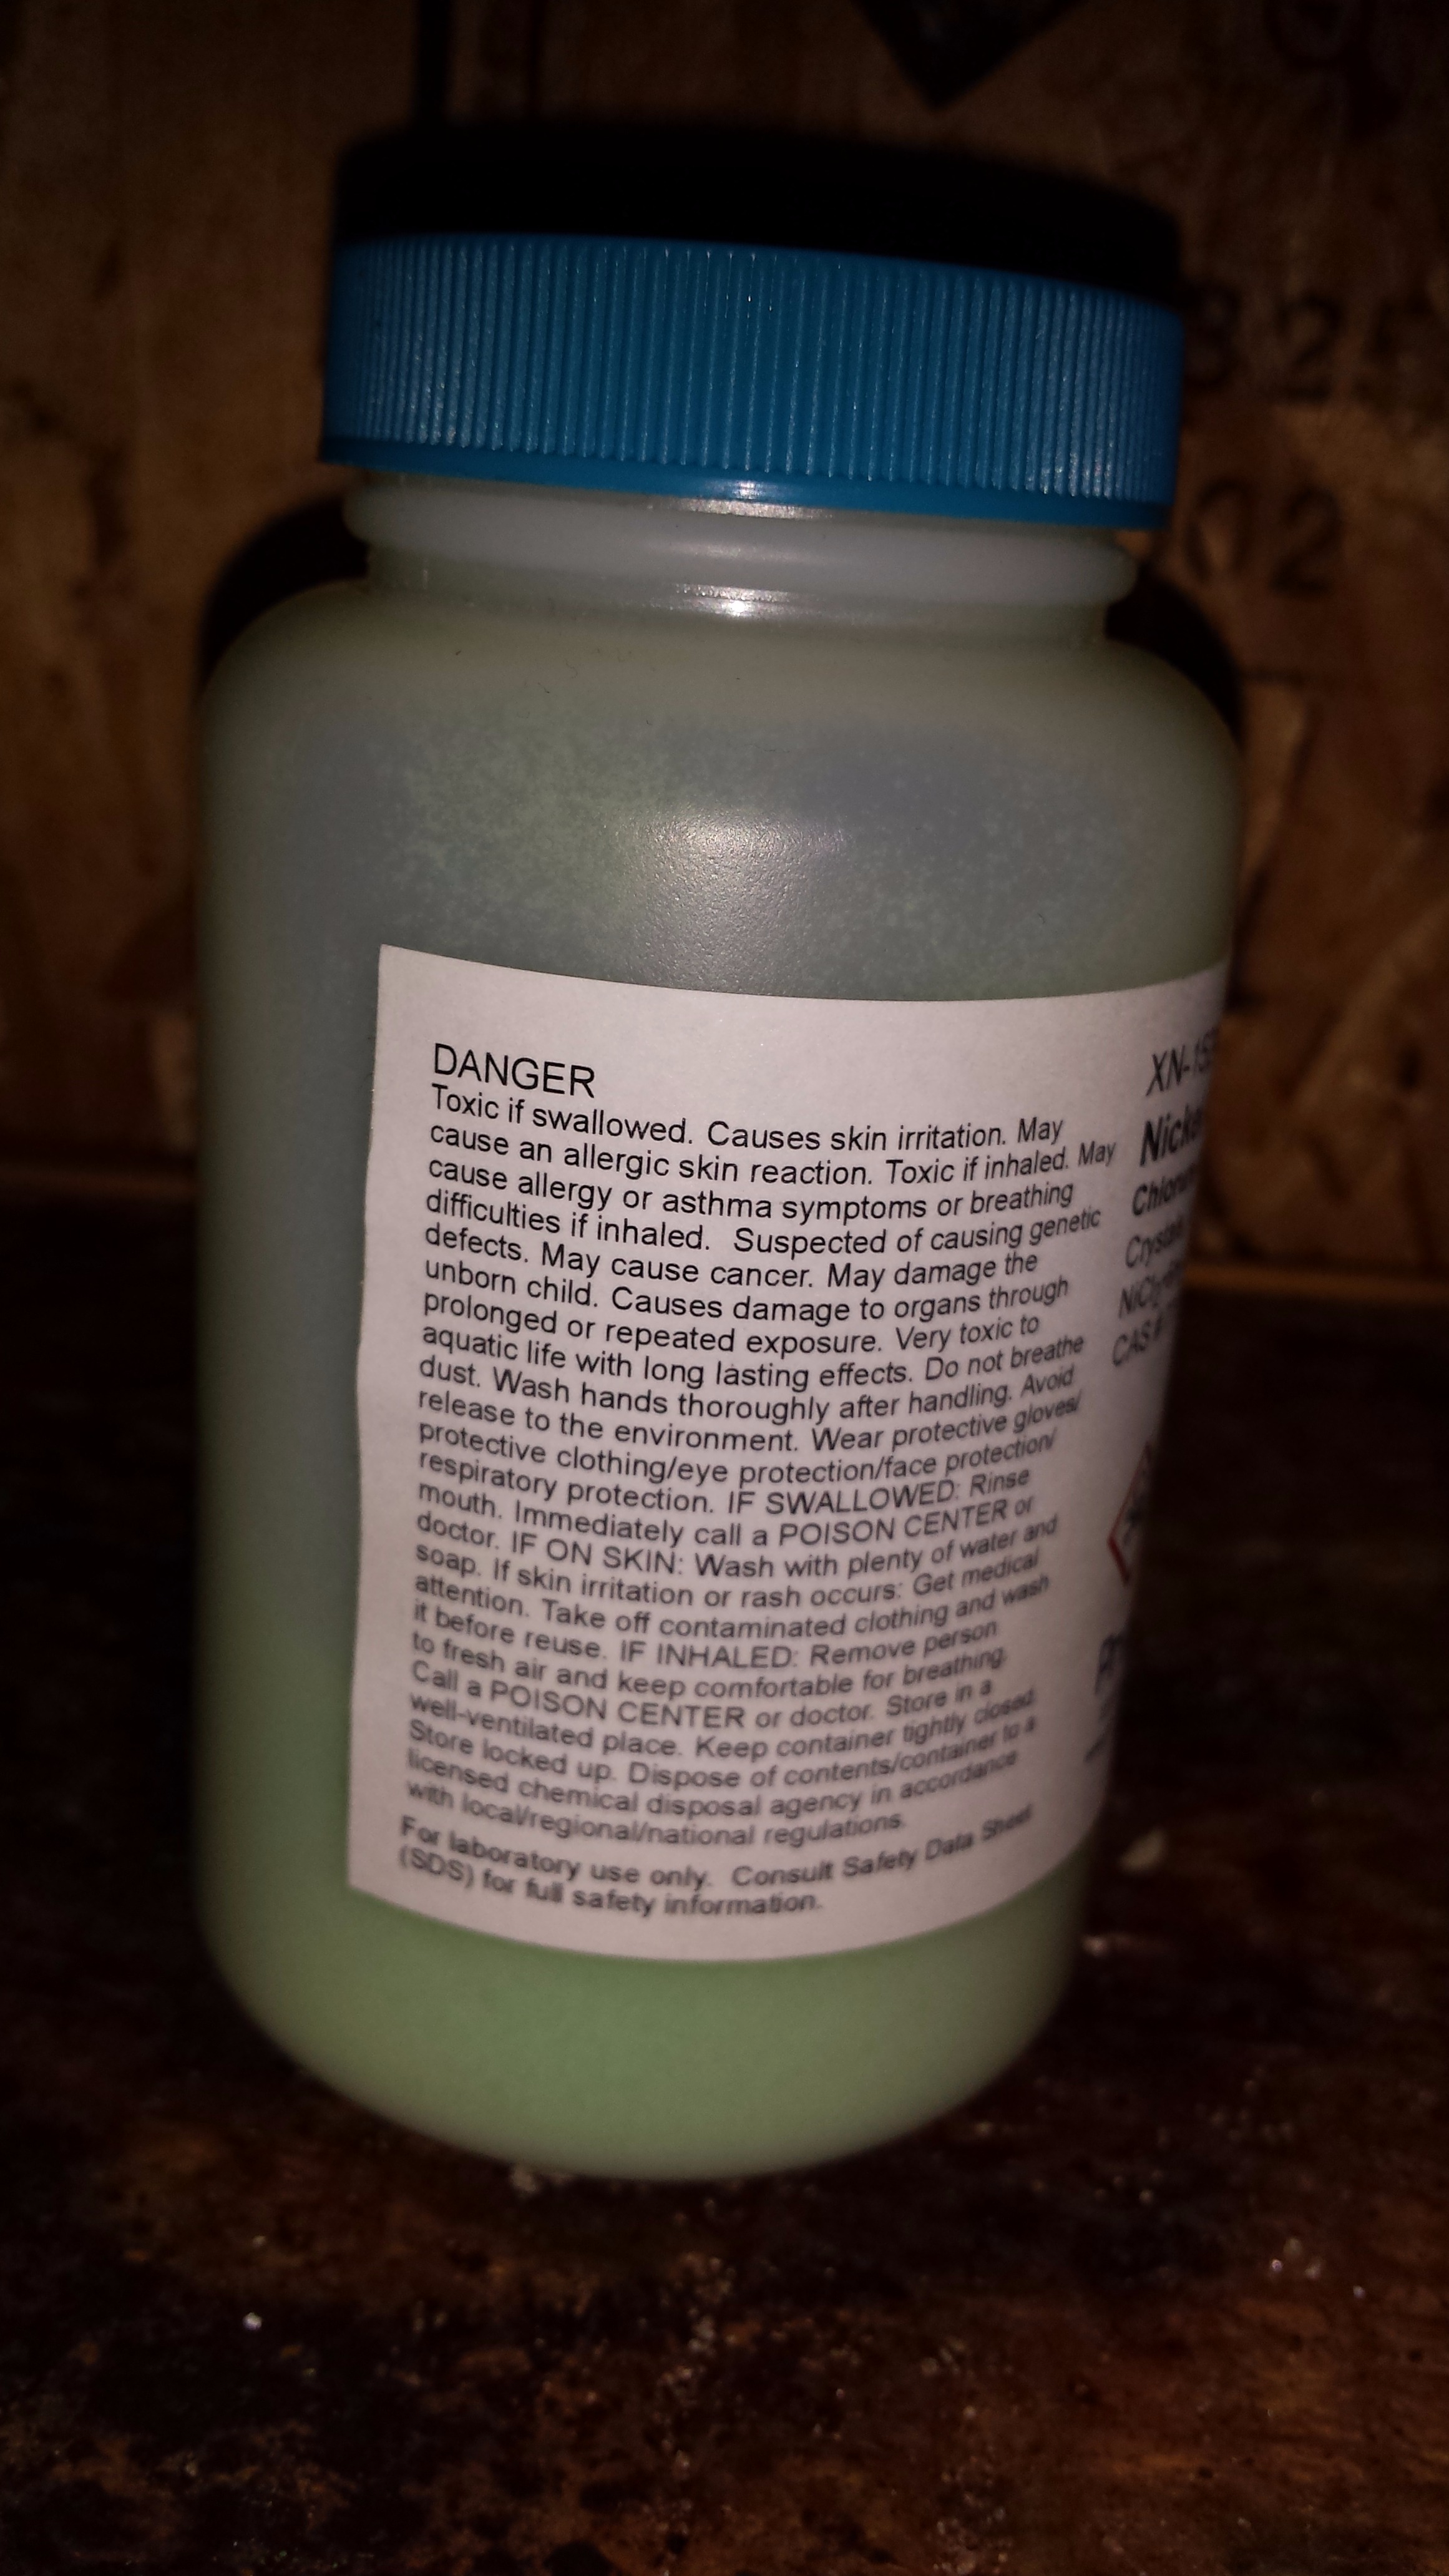 DANGER
Toxic if swallowed. Causes skin irritation. May
cause an allergic skin reaction. Toxic if inhaled. May
cause allergy or asthma symptoms or breathing
difficulties if inhaled. Suspected of causing genetic
defects. May cause cancer. May damage the
unborn child. Causes damage to organs through
prolonged or repeated exposure. Very toxic to
aquatic life with long lasting effects. Do not breathe
dust. Wash hands thoroughly after handling. Avoid
release to the environment. Wear protective gloves/
protective clothing/eye protection/face protection/
respiratory protection. IF SWALLOWED: Rinse
mouth. Immediately call a POISON CENTER or
doctor. IF ON SKIN: Wash with plenty of water and
soap. If skin irritation or rash occurs: Get medical
attention. Take off contaminated clothing and wash
it before reuse. IF INHALED: Remove person
to fresh air and keep comfortable for breathing.
Call a POISON CENTER or doctor. Store in a
well-ventilated place. Keep container tightly closed.
Store locked up. Dispose of contents/container to a
licensed chemical disposal agency in accordance
with local/regional/national regulations.
For laboratory use only. Consult Safety Data Sheet
(SDS) for full safety information.
XN-15
Nicke
Chlor
Crysta
NiCl
CAS#
02